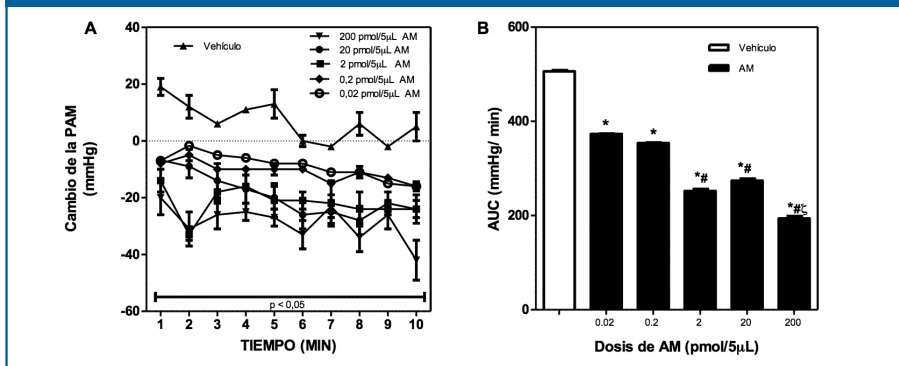 A
Vehículo
200 pmol/5µL AM
20 pmol/5µL AM
2 pmol/5µL AM
0,2 pmol/5µL AM
0,02 pmol/5µL AM
Cambio de la PAM
(mmHg)
40
20
0
-20
-40
-60
p < 0,05
1 2 3 4 5 6 7 8 9 10
TIEMPO (MIN)
B
Vehículo
AM
AUC (mmHg/ min)
600
400
200
0
* * *# *# *#ζ
0.02 0.2 2 20 200
Dosis de AM (pmol/5µL)